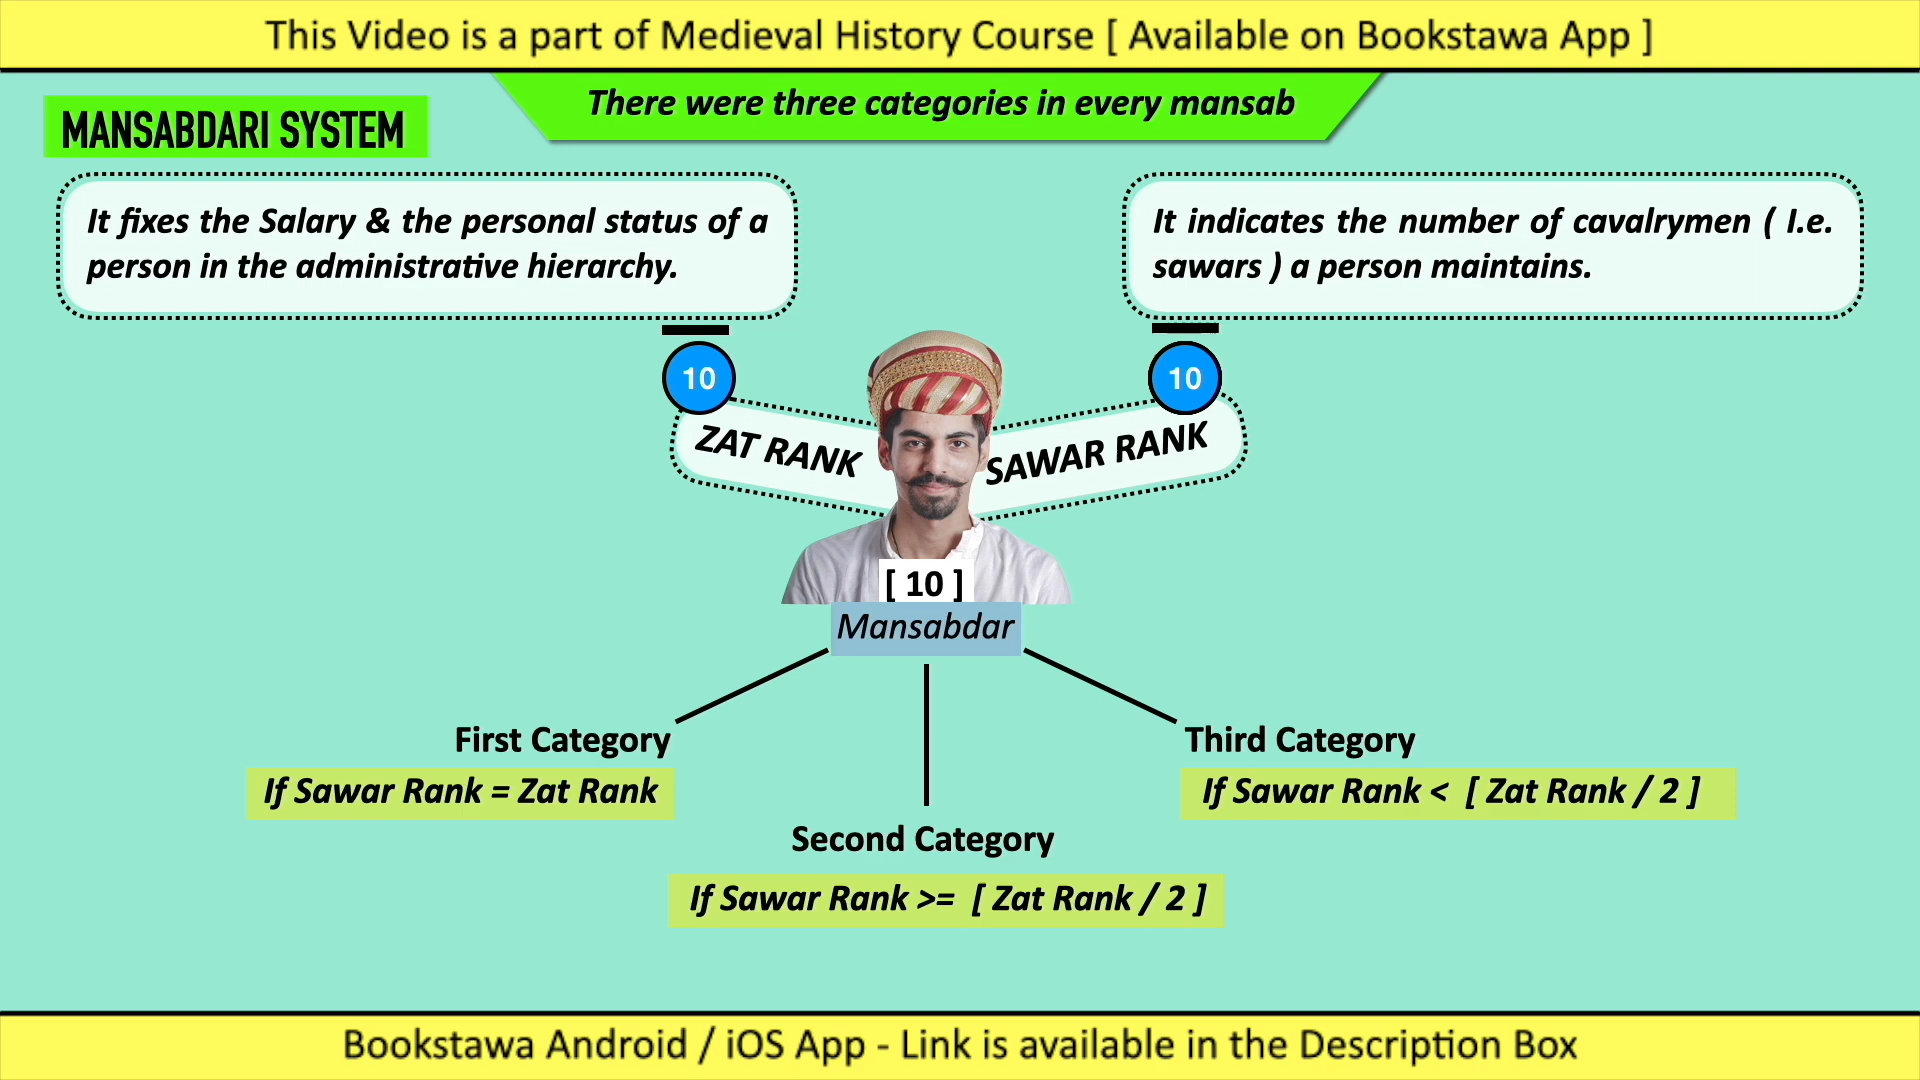 This Video is a part of Medieval History Course [ Available on Bookstawa App ]
There were three categories in every mansab
MANSABDARI SYSTEM
It fixes the Salary & the personal status of a
person in the administrative hierarchy.
It indicates the number of cavalrymen ( I.e.
sawars ) a person maintains.
10
10
ZAT RANK
SAWAR RANK
[ 10 ]
Mansabdar
First Category
If Sawar Rank = Zat Rank
Third Category
If Sawar Rank < [ Zat Rank / 2 ]
Second Category
If Sawar Rank >= [ Zat Rank / 2 ]
Bookstawa Android / iOS App - Link is available in the Description Box